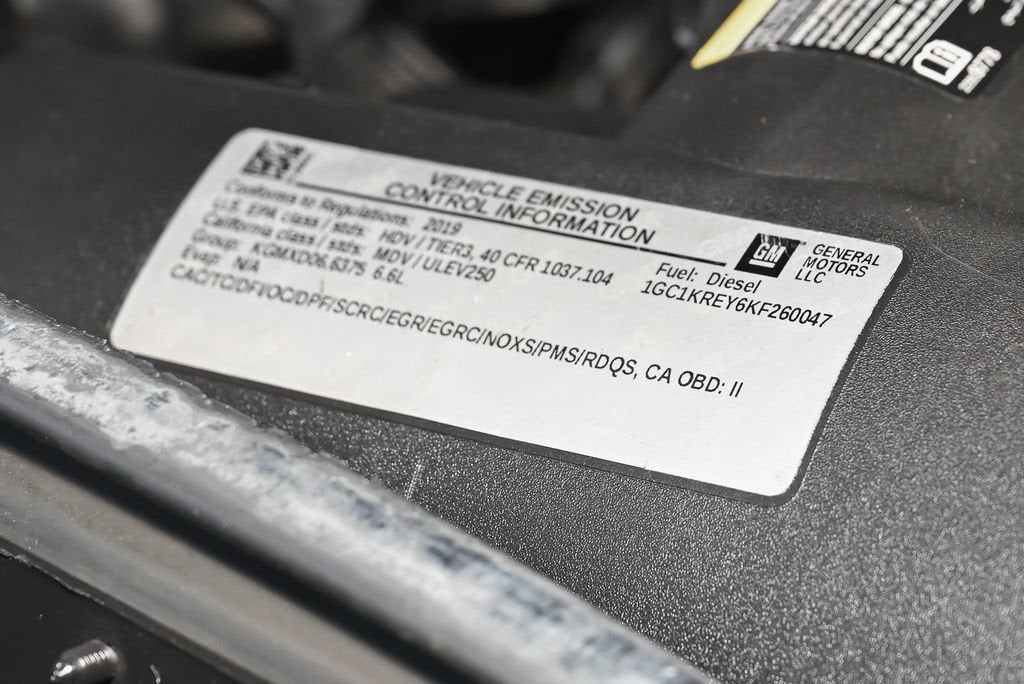 VEHICLE EMISSION
CONTROL INFORMATION
Conforms to Regulations: 2019
U.S. EPA class / stds: HDV / TIER3, 40 CFR 1037.104
California class / stds: MDV / ULEV250
Group: KGMXD06.6375 6.6L
Evap: N/A
CAC/TC/DFI/OC/DPF/SCRC/EGR/EGRC/NOXS/PMS/RDQS, CA OBD: II
GM
GENERAL
MOTORS
LLC
Fuel: Diesel
1GC1KREY6KF260047